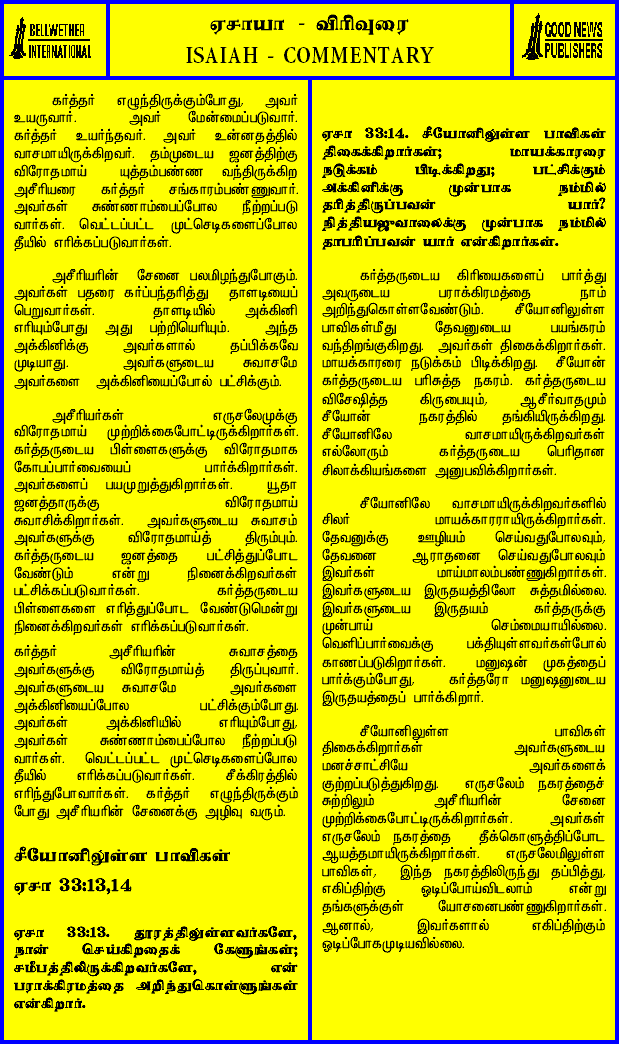 BELLWETHER
INTERNATIONAL
ஏசாயா - விரிவுரை
ISAIAH - COMMENTARY
GOOD NEWS
PUBLISHERS
கர்த்தர் எழுந்திருக்கும்போது, அவர்
உயருவார். அவர் மேன்மைப்படுவார்.
கர்த்தர் உயர்ந்தவர். அவர் உன்னதத்தில்
வாசமாயிருக்கிறவர். தம்முடைய ஜனத்திற்கு
விரோதமாய் யுத்தம்பண்ண வந்திருக்கிற
அசீரியரை கர்த்தர் சங்காரம்பண்ணுவார்.
அவர்கள் சுண்ணாம்பைப்போல நீற்றப்படு
வார்கள். வெட்டப்பட்ட முட்செடிகளைப்போல
தீயில் எரிக்கப்படுவார்கள்.
அசீரியரின் சேனை பலமிழந்துபோகும்.
அவர்கள் பதரை கர்ப்பந்தரித்து தாளடியைப்
பெறுவார்கள். தாளடியில் அக்கினி
எரியும்போது அது பற்றியெரியும். அந்த
அக்கினிக்கு அவர்களால் தப்பிக்கவே
முடியாது. அவர்களுடைய சுவாசமே
அவர்களை அக்கினியைப்போல் பட்சிக்கும்.
அசீரியர்கள் எருசலேமுக்கு
விரோதமாய் முற்றிக்கைபோட்டிருக்கிறார்கள்.
கர்த்தருடைய பிள்ளைகளுக்கு விரோதமாக
கோபப்பார்வையைப் பார்க்கிறார்கள்.
அவர்களைப் பயமுறுத்துகிறார்கள். யூதா
ஜனத்தாருக்கு விரோதமாய்
சுவாசிக்கிறார்கள். அவர்களுடைய சுவாசம்
அவர்களுக்கு விரோதமாய்த் திரும்பும்.
கர்த்தருடைய ஜனத்தை பட்சித்துப்போட
வேண்டும் என்று நினைக்கிறவர்கள்
பட்சிக்கப்படுவார்கள். கர்த்தருடைய
பிள்ளைகளை எரித்துப்போட வேண்டுமென்று
நினைக்கிறவர்கள் எரிக்கப்படுவார்கள்.
கர்த்தர் அசீரியரின் சுவாசத்தை
அவர்களுக்கு விரோதமாய்த் திருப்புவார்.
அவர்களுடைய சுவாசமே அவர்களை
அக்கினியைப்போல பட்சிக்கும்போது.
அவர்கள் அக்கினியில் எரியும்போது,
அவர்கள் சுண்ணாம்பைப்போல நீற்றப்படு
வார்கள். வெட்டப்பட்ட முட்செடிகளைப்போல
தீயில் எரிக்கப்படுவார்கள். சீக்கிரத்தில்
எரிந்துபோவார்கள். கர்த்தர் எழுந்திருக்கும்
போது அசீரியரின் சேனைக்கு அழிவு வரும்.
சீயோனிலுள்ள பாவிகள்
ஏசா 33:13,14
ஏசா 33:13. தூரத்திலுள்ளவர்களே,
நான் செய்கிறதைக் கேளுங்கள்;
சமீபத்திலிருக்கிறவர்களே, என்
பராக்கிரமத்தை அறிந்துகொள்ளுங்கள்
என்கிறார்.
ஏசா 33:14. சீயோனிலுள்ள பாவிகள்
திகைக்கிறார்கள்; மாயக்காரரை
நடுக்கம் பிடிக்கிறது; பட்சிக்கும்
அக்கினிக்கு முன்பாக நம்மில்
தரித்திருப்பவன் யார்?
நித்தியஜுவாலைக்கு முன்பாக நம்மில்
தாபரிப்பவன் யார் என்கிறார்கள்.
கர்த்தருடைய கிரியைகளைப் பார்த்து
அவருடைய பராக்கிரமத்தை நாம்
அறிந்துகொள்ளவேண்டும். சீயோனிலுள்ள
பாவிகள்மீது தேவனுடைய பயங்கரம்
வந்திறங்குகிறது. அவர்கள் திகைக்கிறார்கள்.
மாயக்காரரை நடுக்கம் பிடிக்கிறது. சீயோன்
கர்த்தருடைய பரிசுத்த நகரம். கர்த்தருடைய
விசேஷித்த கிருபையும், ஆசீர்வாதமும்
சீயோன் நகரத்தில் தங்கியிருக்கிறது.
சீயோனிலே வாசமாயிருக்கிறவர்கள்
எல்லோரும் கர்த்தருடைய பெரிதான
சிலாக்கியங்களை அனுபவிக்கிறார்கள்.
சீயோனிலே வாசமாயிருக்கிறவர்களில்
சிலர் மாயக்காரராயிருக்கிறார்கள்.
தேவனுக்கு ஊழியம் செய்வதுபோலவும்,
தேவனை ஆராதனை செய்வதுபோலவும்
இவர்கள் மாய்மாலம்பண்ணுகிறார்கள்.
இவர்களுடைய இருதயத்திலோ சுத்தமில்லை.
இவர்களுடைய இருதயம் கர்த்தருக்கு
முன்பாய் செம்மையாயில்லை.
வெளிப்பார்வைக்கு பக்தியுள்ளவர்கள்போல்
காணப்படுகிறார்கள். மனுஷன் முகத்தைப்
பார்க்கும்போது, கர்த்தரோ மனுஷனுடைய
இருதயத்தைப் பார்க்கிறார்.
சீயோனிலுள்ள பாவிகள்
திகைக்கிறார்கள் அவர்களுடைய
மனச்சாட்சியே அவர்களைக்
குற்றப்படுத்துகிறது. எருசலேம் நகரத்தைச்
சுற்றிலும் அசீரியரின் சேனை
முற்றிக்கைபோட்டிருக்கிறார்கள். அவர்கள்
எருசலேம் நகரத்தை தீக்கொளுத்திப்போட
ஆயத்தமாயிருக்கிறார்கள். எருசலேமிலுள்ள
பாவிகள், இந்த நகரத்திலிருந்து தப்பித்து,
எகிப்திற்கு ஓடிப்போய்விடலாம் என்று
தங்களுக்குள் யோசனைபண்ணுகிறார்கள்.
ஆனால், இவர்களால் எகிப்திற்கும்
ஓடிப்போகமுடியவில்லை.